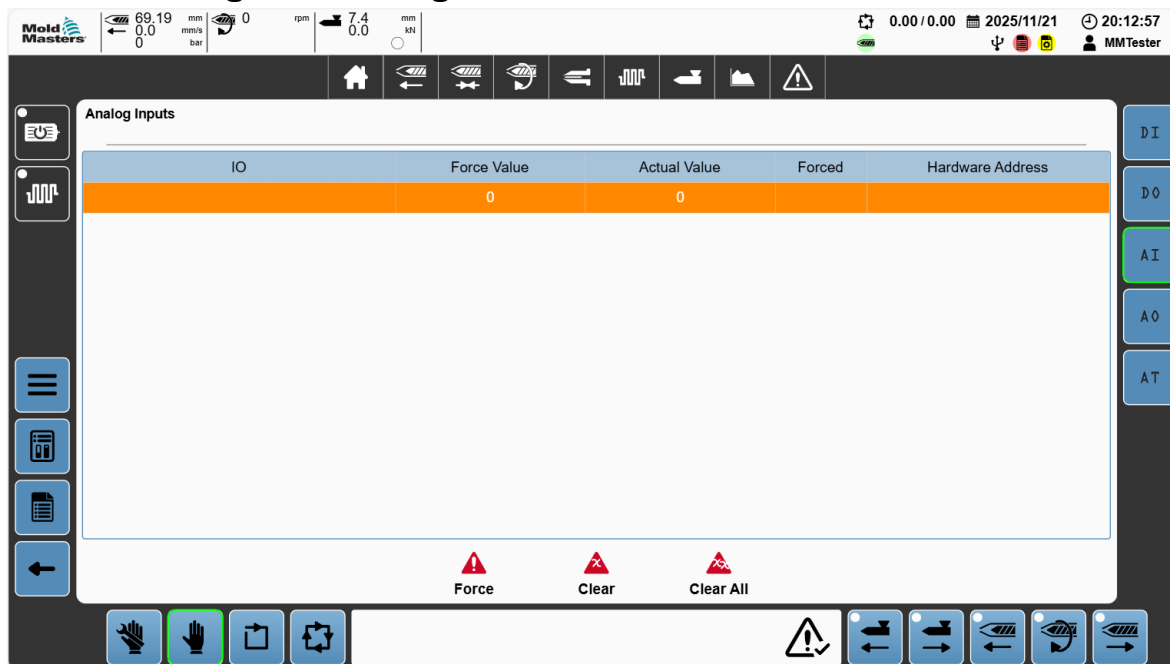 Mold
Masters
69.19 mm
0.0 mm/s
0 bar
0 rpm
7.4 mm
0.0 kN
0.00 / 0.00 2025/11/21 20:12:57
MMTester
Analog Inputs
IO Force Value Actual Value Forced Hardware Address
0 0
DI
DO
AI
AO
AT
Force Clear Clear All